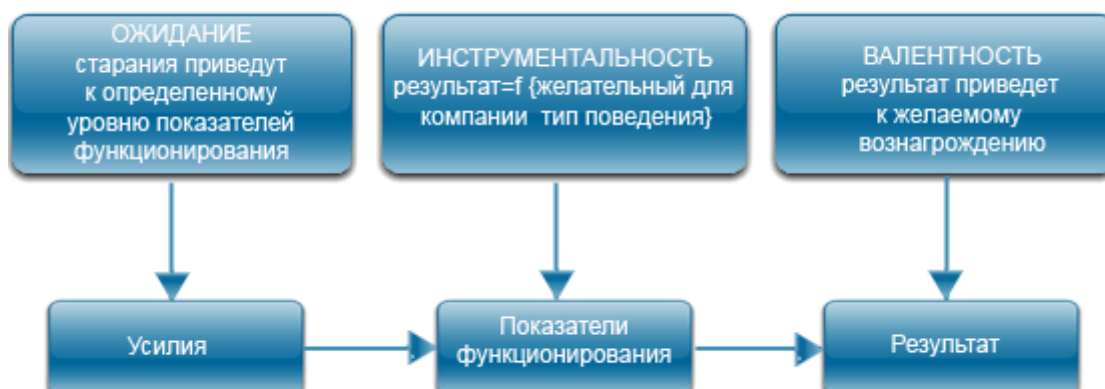 ОЖИДАНИЕ
старания приведут
к определенному
уровню показателей
функционирования
ИНСТРУМЕНТАЛЬНОСТЬ
результат=f {желательный для
компании тип поведения}
ВАЛЕНТНОСТЬ
результат приведет
к желаемому
вознагрождению
Усилия
Показатели
функционирования
Результат